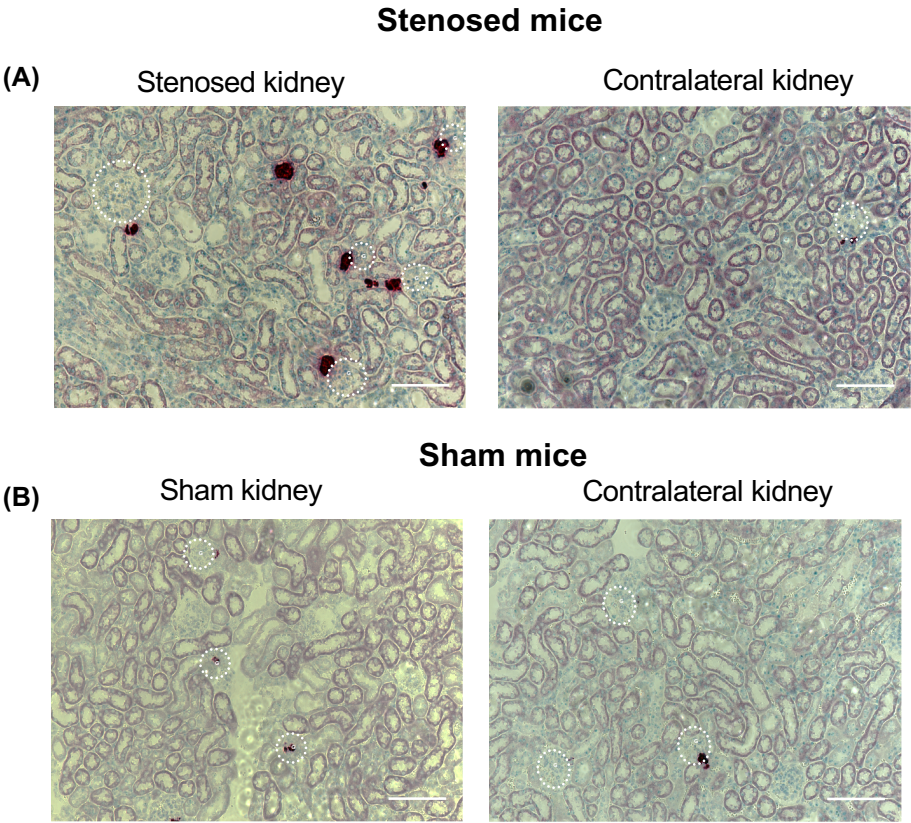 Stenosed mice
(A)
Stenosed kidney
Contralateral kidney
Sham mice
(B)
Sham kidney
Contralateral kidney